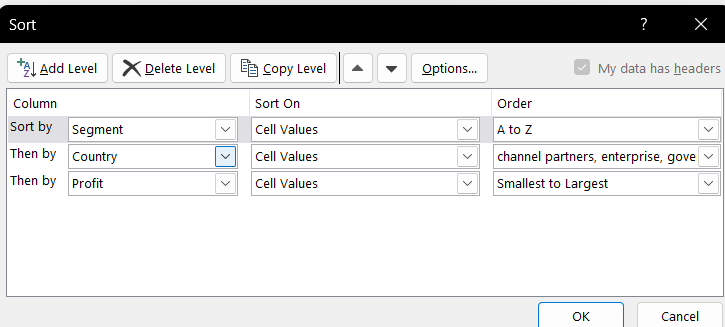 Sort ?
Add Level Delete Level Copy Level Options... My data has headers
Column Sort On Order
Sort by Segment Cell Values A to Z
Then by Country Cell Values channel partners, enterprise, gove
Then by Profit Cell Values Smallest to Largest
OK Cancel